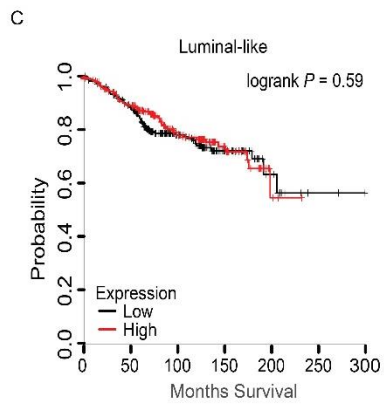 C
Luminal-like
logrank P = 0.59
Probability
1.0
0.8
0.6
0.4
0.2
0.0
Expression
Low
High
0 50 100 150 200 250 300
Months Survival